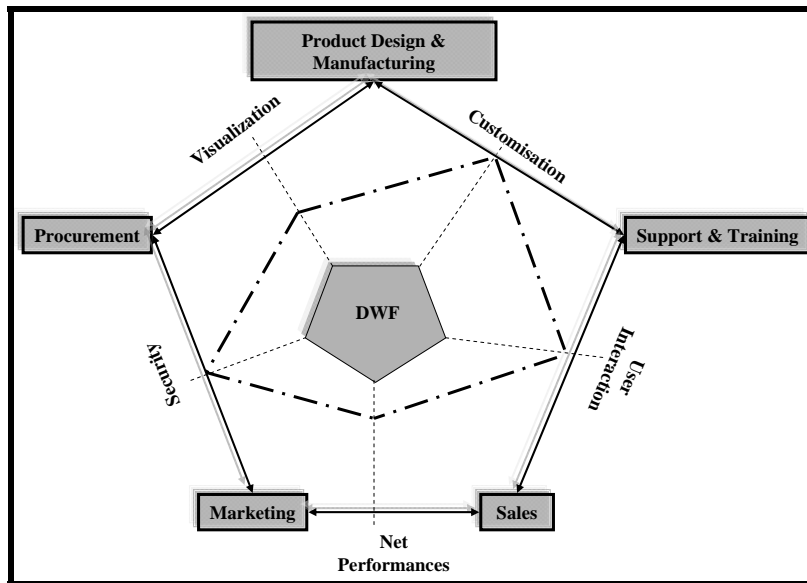 Product Design &
Manufacturing
Visualization
Customisation
Procurement
Support & Training
DWF
Security
User
Interaction
Marketing
Sales
Net
Performances